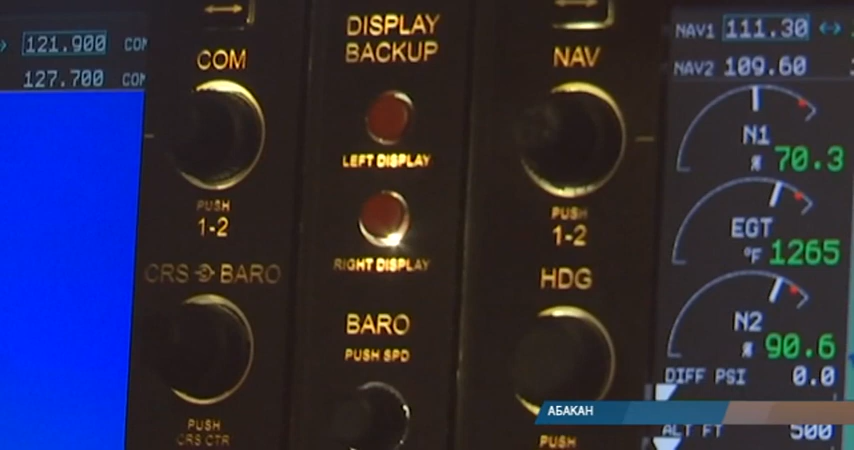 121.900 COM
127.700 COM
COM
PUSH
1-2
CRS BARO
PUSH
CRS CTR
DISPLAY
BACKUP
LEFT DISPLAY
RIGHT DISPLAY
BARO
PUSH SPD
NAV
PUSH
1-2
HDG
PUSH
NAV1 111.30
NAV2 109.60
N1
% 70.3
EGT
°F 1265
N2
% 90.6
DIFF PSI 0.0
АБАКАН
ALT FT 500